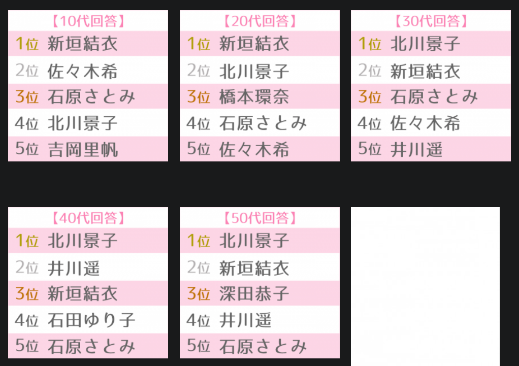 【10代回答】
1位 新垣結衣
2位 佐々木希
3位 石原さとみ
4位 北川景子
5位 吉岡里帆
【20代回答】
1位 新垣結衣
2位 北川景子
3位 橋本環奈
4位 石原さとみ
5位 佐々木希
【30代回答】
1位 北川景子
2位 新垣結衣
3位 石原さとみ
4位 佐々木希
5位 井川遥
【40代回答】
1位 北川景子
2位 井川遥
3位 新垣結衣
4位 石田ゆり子
5位 石原さとみ
【50代回答】
1位 北川景子
2位 新垣結衣
3位 深田恭子
4位 井川遥
5位 石原さとみ